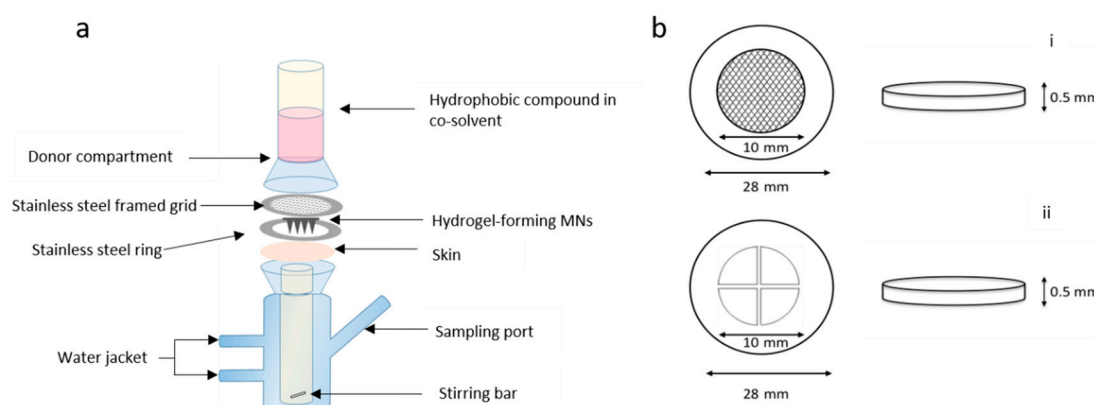 a
Hydrophobic compound in
co-solvent
Donor compartment
Stainless steel framed grid
Hydrogel-forming MNs
Stainless steel ring
Skin
Sampling port
Water jacket
Stirring bar
b
i
10 mm
28 mm
0.5 mm
ii
10 mm
28 mm
0.5 mm